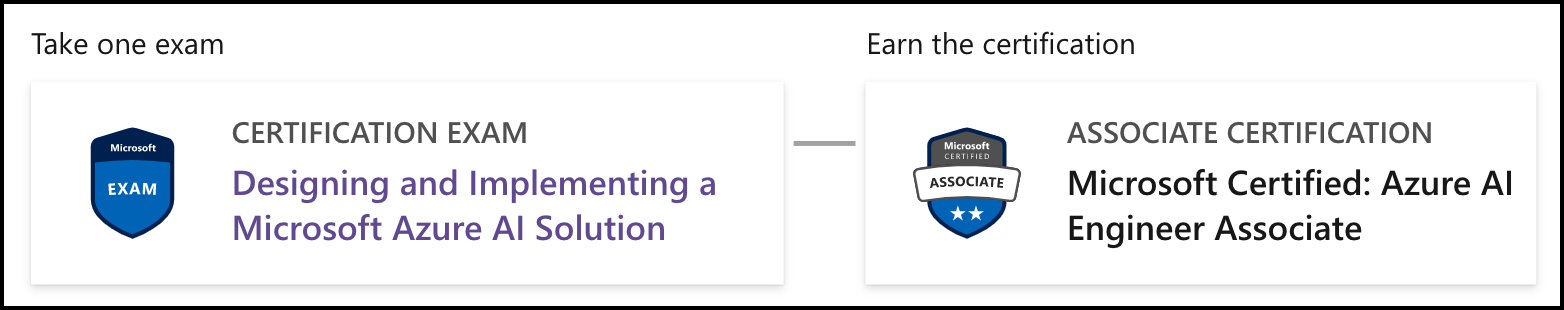 Take one exam
Microsoft
EXAM
CERTIFICATION EXAM
Designing and Implementing a
Microsoft Azure AI Solution
Earn the certification
Microsoft
CERTIFIED
ASSOCIATE
ASSOCIATE CERTIFICATION
Microsoft Certified: Azure AI
Engineer Associate